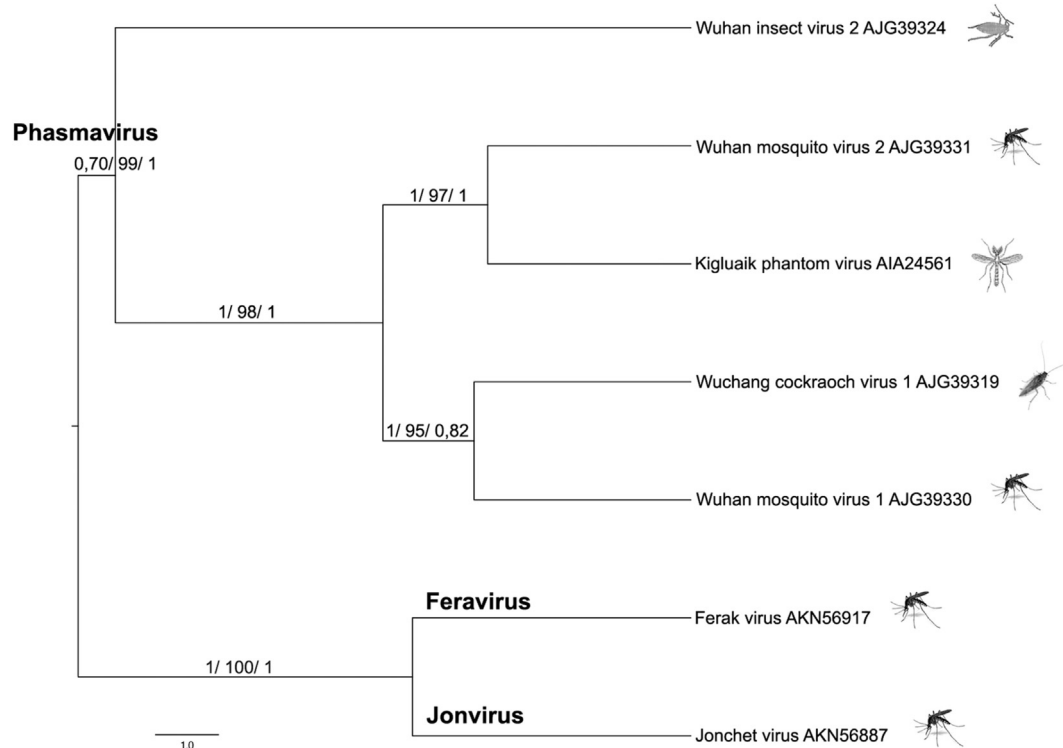 Wuhan insect virus 2 AJG39324
Phasmavirus
0,70/ 99/ 1
Wuhan mosquito virus 2 AJG39331
1/ 97/ 1
Kigluaik phantom virus AIA24561
1/ 98/ 1
Wuchang cockraoch virus 1 AJG39319
1/ 95/ 0,82
Wuhan mosquito virus 1 AJG39330
Feravirus
Ferak virus AKN56917
1/ 100/ 1
Jonvirus
Jonchet virus AKN56887
1.0